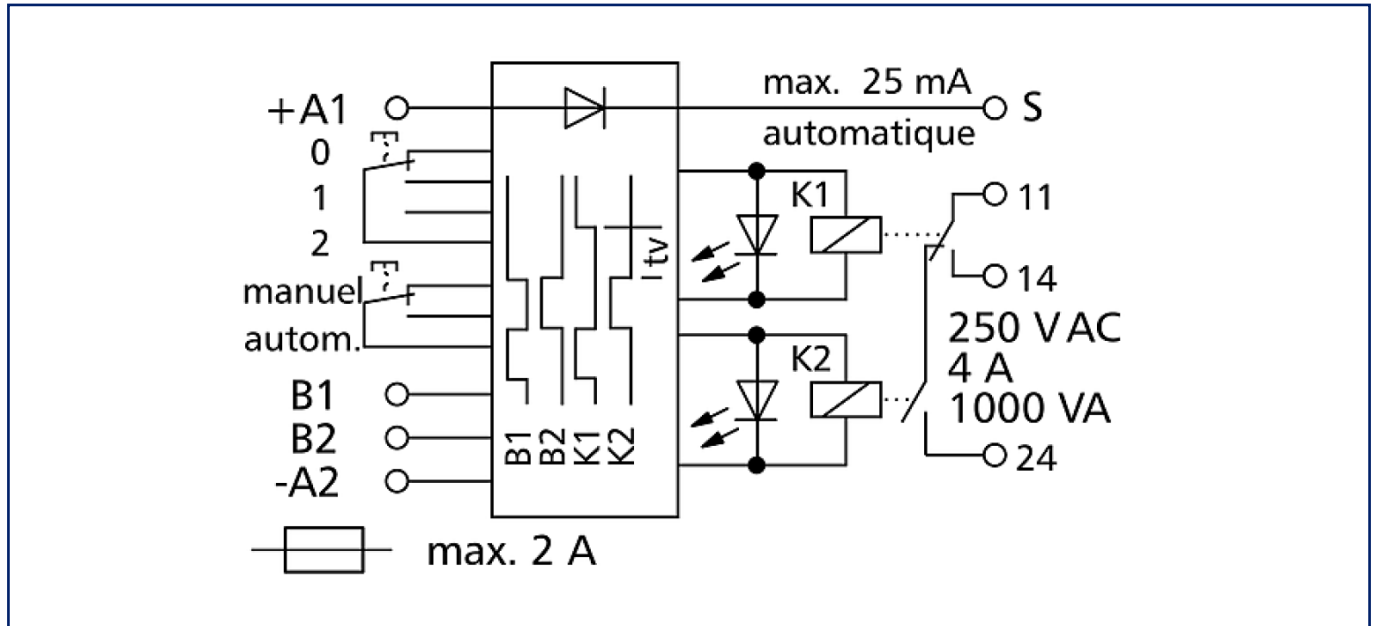 +A1
0
1
2
manuel
autom.
B1
B2
-A2
max. 2 A
B1
B2
K1
K2
tv
max. 25 mA
automatique
S
K1
K2
11
14
250 VAC
4 A
1000 VA
24